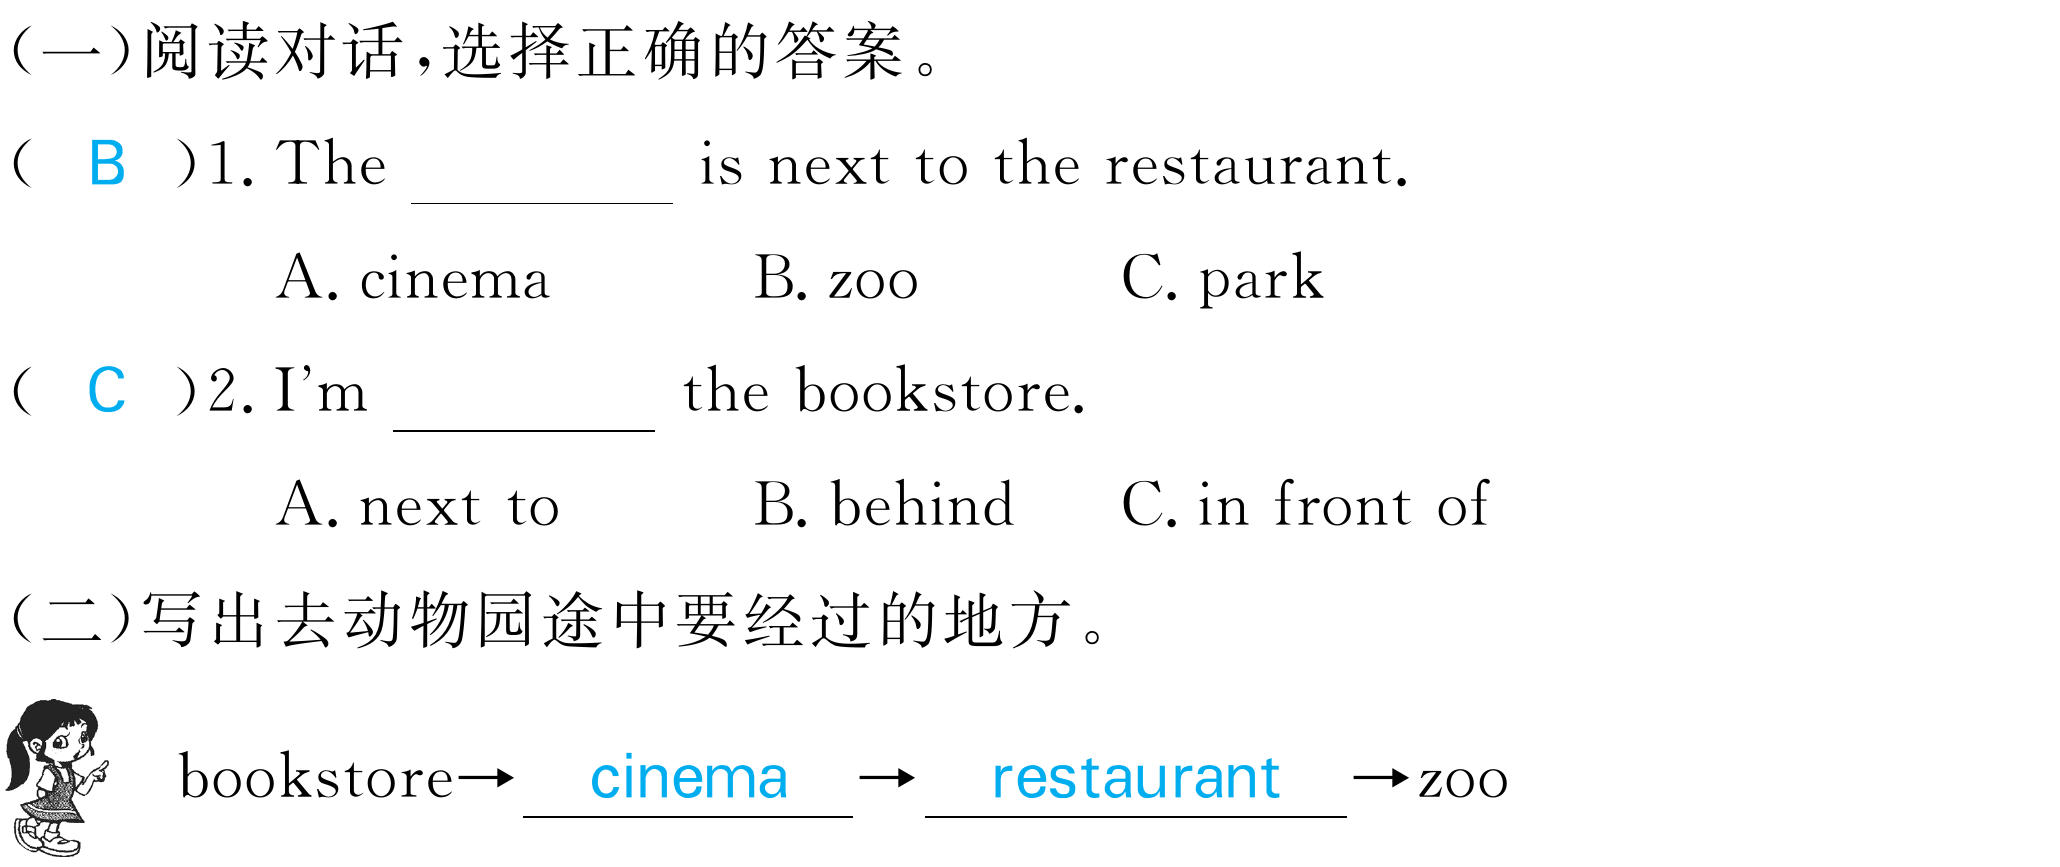 (一)阅读对话,选择正确的答案。
( B )1. The ________ is next to the restaurant.
A. cinema B. zoo C. park
( C )2. I’m ________ the bookstore.
A. next to B. behind C. in front of
(二)写出去动物园途中要经过的地方。
bookstore→ cinema → restaurant →zoo